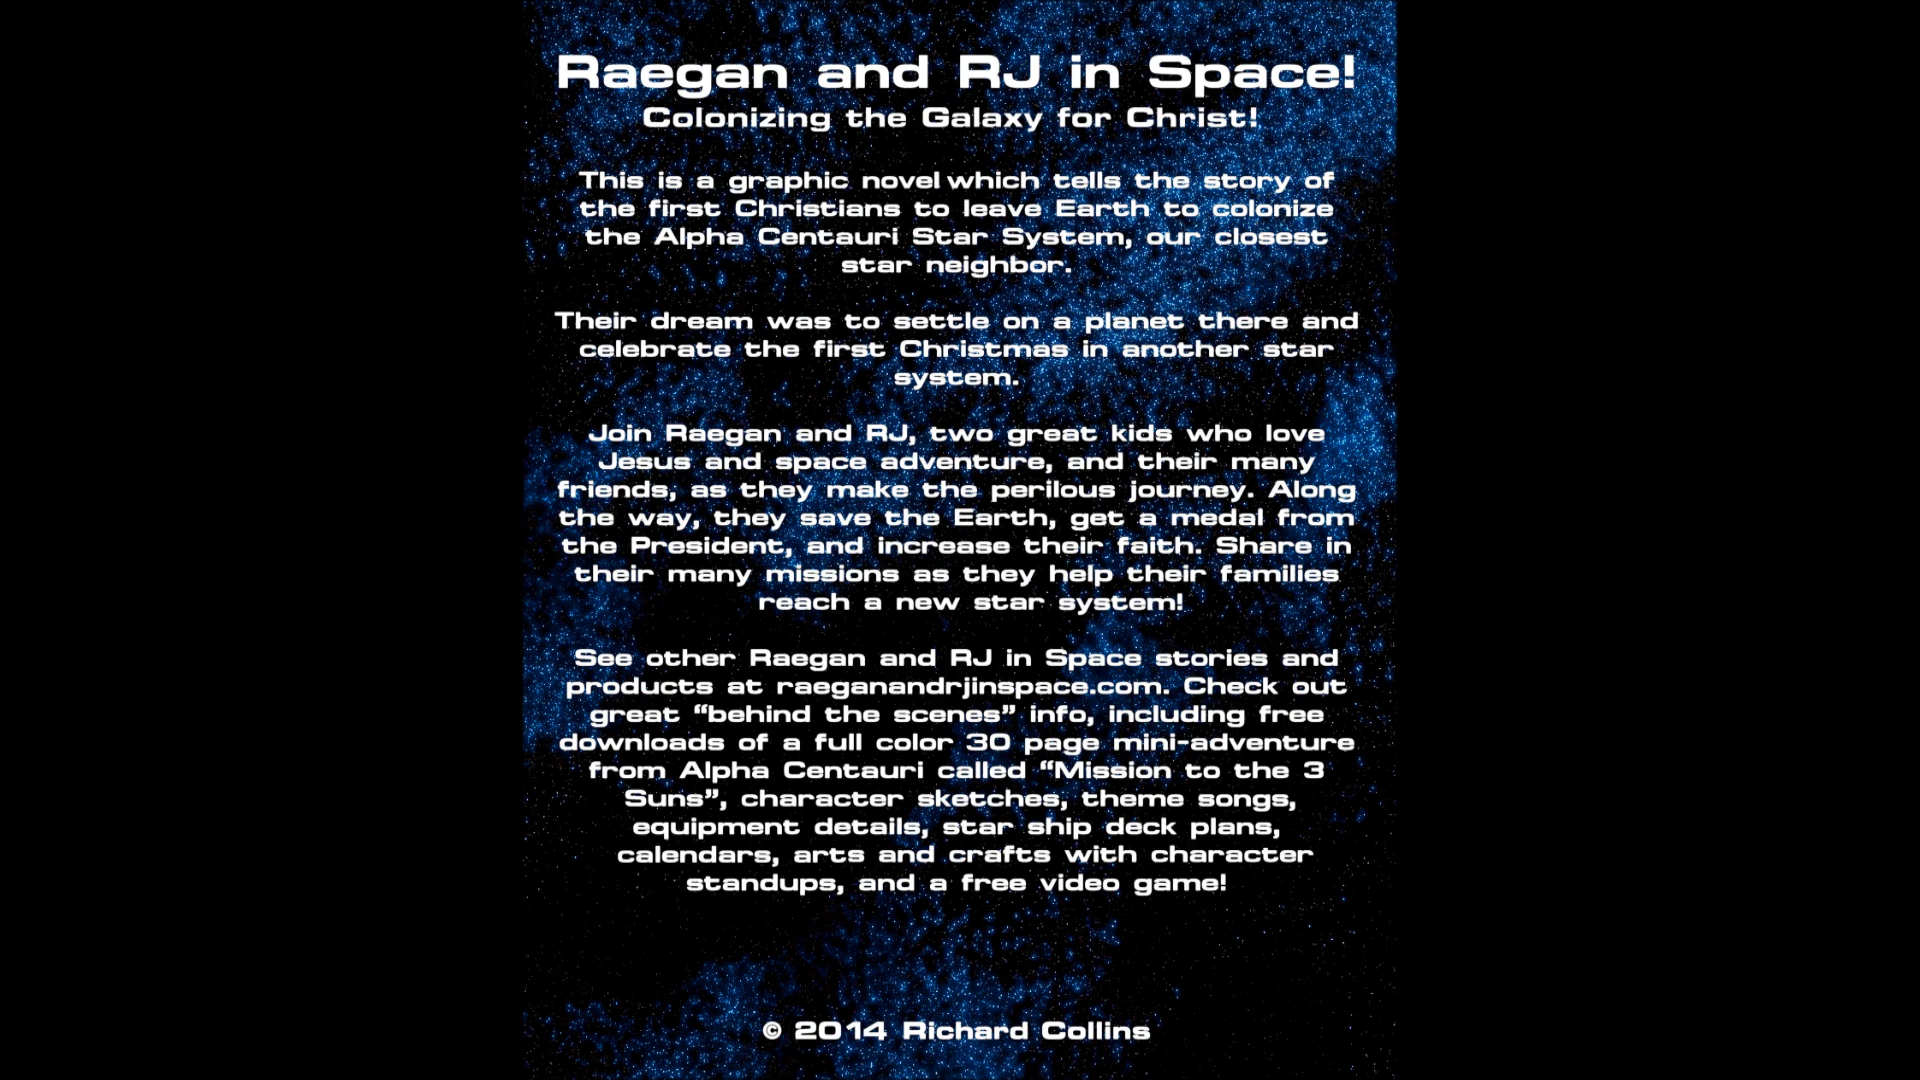 Raegan and RJ in Space!
Colonizing the Galaxy for Christ!
This is a graphic novel which tells the story of
the first Christians to leave Earth to colonize
the Alpha Centauri Star System, our closest
star neighbor.
Their dream was to settle on a planet there and
celebrate the first Christmas in another star
system.
Join Raegan and RJ, two great kids who love
Jesus and space adventure, and their many
friends, as they make the perilous journey. Along
the way, they save the Earth, get a medal from
the President, and increase their faith. Share in
their many missions as they help their families
reach a new star system!
See other Raegan and RJ in Space stories and
products at raeganandrjinspace.com. Check out
great “behind the scenes” info, including free
downloads of a full color 30 page mini-adventure
from Alpha Centauri called “Mission to the 3
Suns”, character sketches, theme songs,
equipment details, star ship deck plans,
calendars, arts and crafts with character
standups, and a free video game!
© 2014 Richard Collins